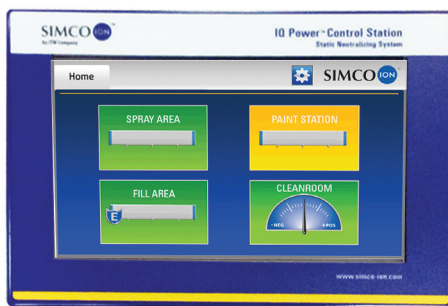 SIMCO ION
An ITW Company
IQ Power™ Control Station
Static Neutralizing System
Home
SIMCO ION
SPRAY AREA
PAINT STATION
FILL AREA
E
CLEANROOM
- NEG
+ POS
www.simco-ion.com